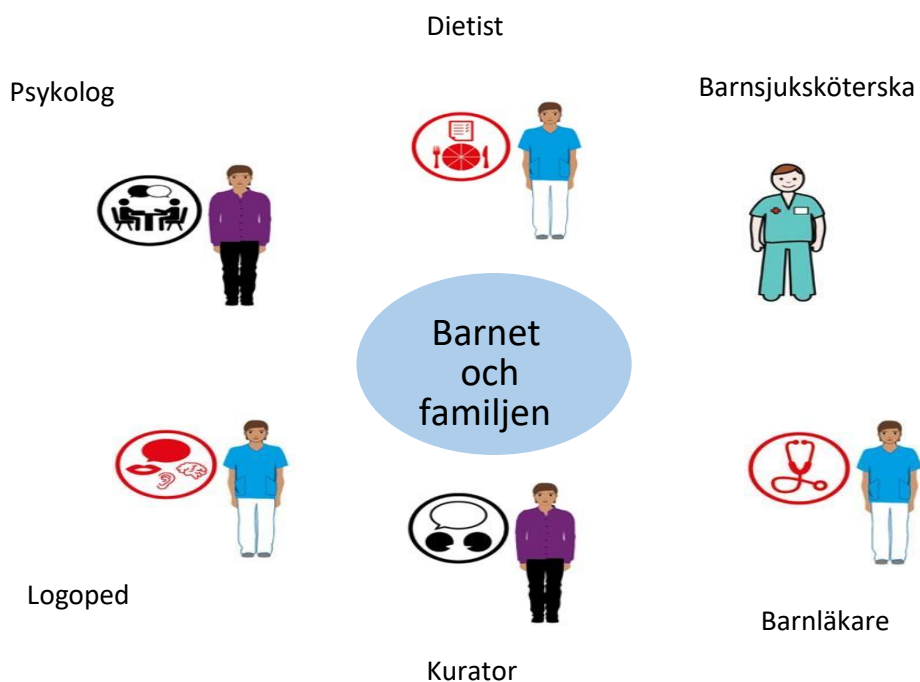 Dietist
Psykolog
Barnsjuksköterska
Barnet
och
familjen
Logoped
Barnläkare
Kurator